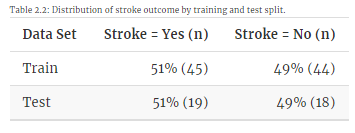 Table 2.2: Distribution of stroke outcome by training and test split.
Data Set Stroke = Yes (n) Stroke = No (n)
Train 51% (45) 49% (44)
Test 51% (19) 49% (18)